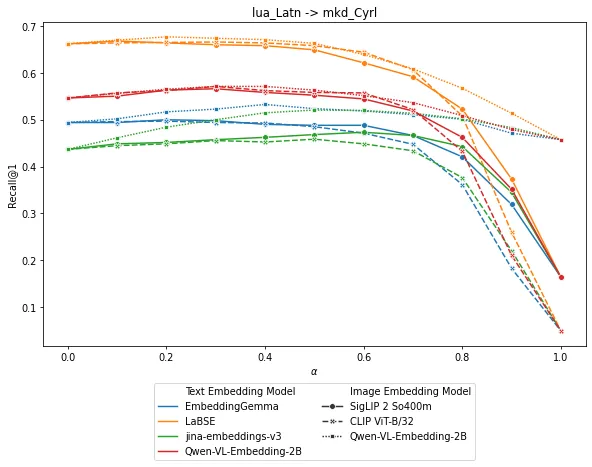 lua_Latn -> mkd_Cyrl
Recall@1
0.7
0.6
0.5
0.4
0.3
0.2
0.1
0.0 0.2 0.4 0.6 0.8 1.0
α
Text Embedding Model
EmbeddingGemma
LaBSE
jina-embeddings-v3
Qwen-VL-Embedding-2B
Image Embedding Model
SigLIP 2 So400m
CLIP ViT-B/32
Qwen-VL-Embedding-2B